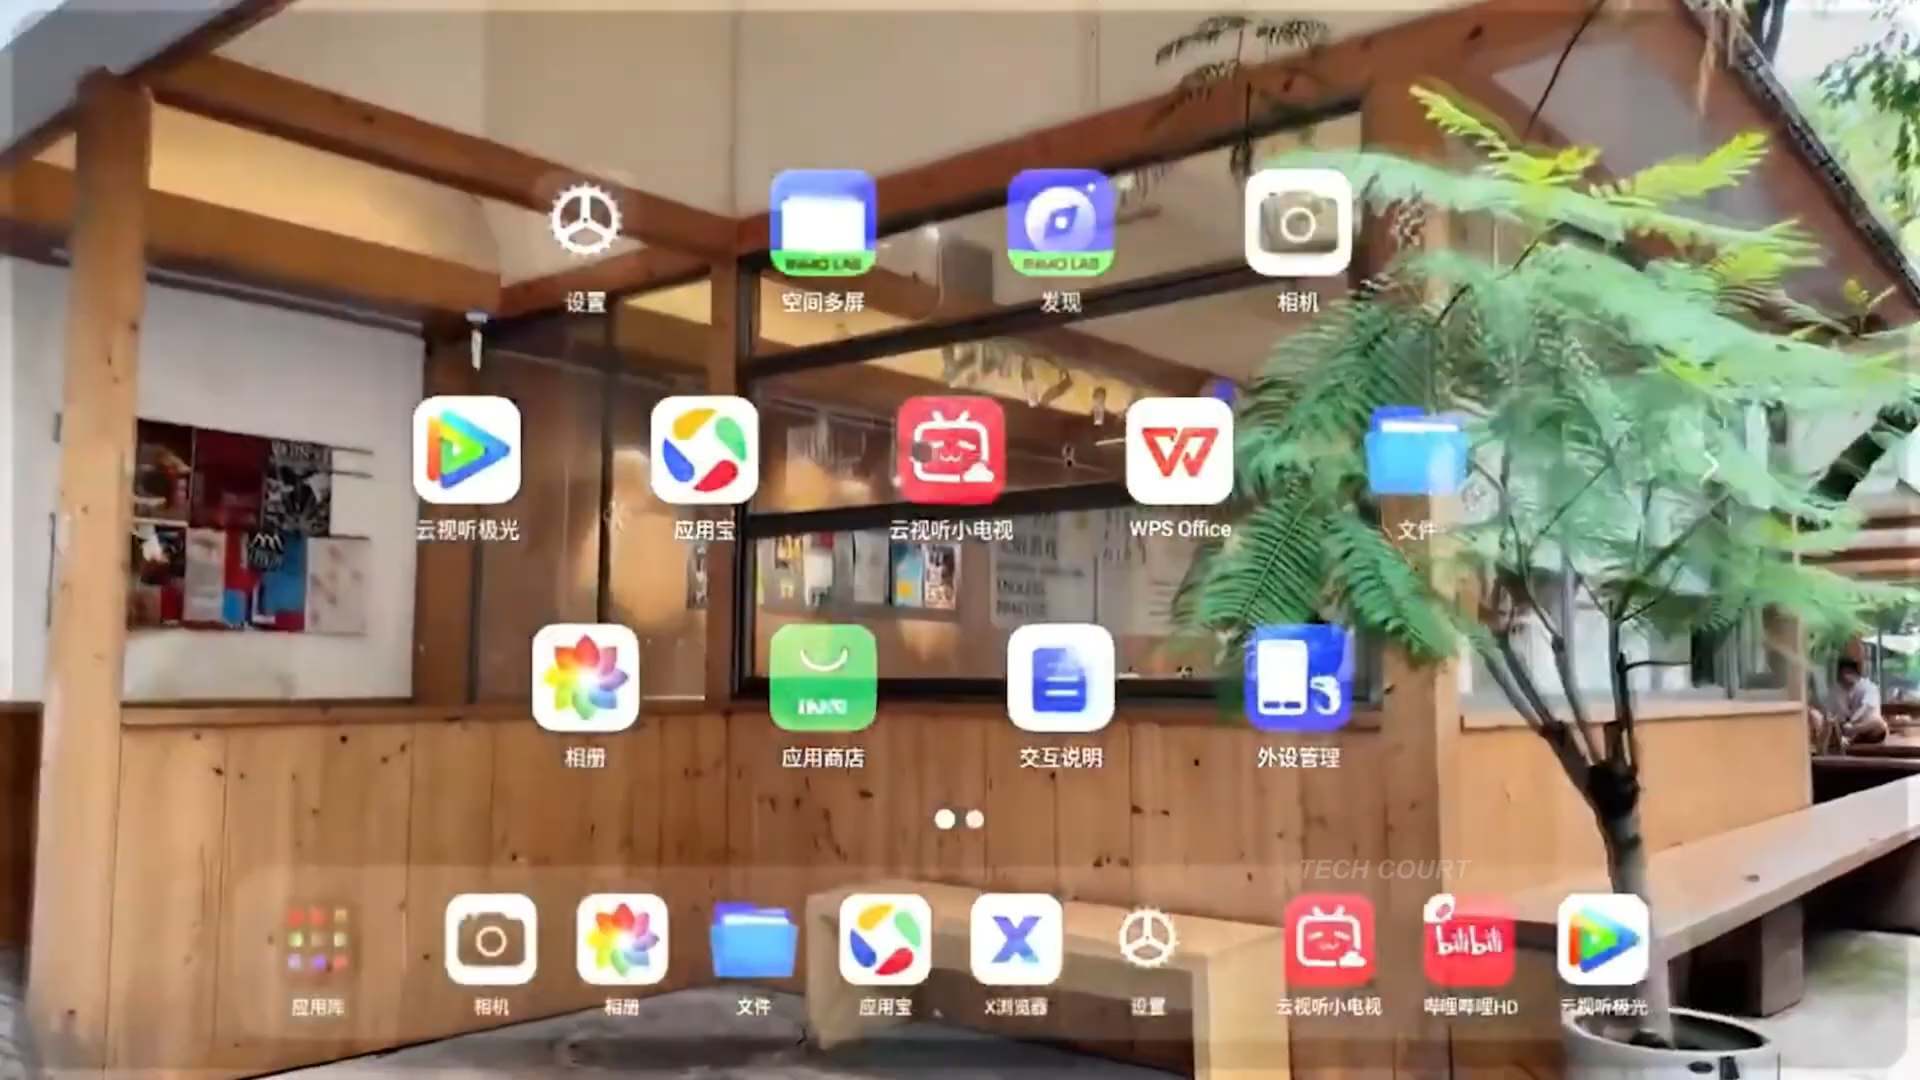 设置
空间多屏
发现
相机
云视听极光
应用宝
云视听小电视
WPS Office
文件
相册
应用商店
交互说明
外设管理
TECH COURT
应用库
相机
相册
文件
应用宝
X浏览器
设置
云视听小电视
bilibili
哔哩哔哩HD
云视听极光